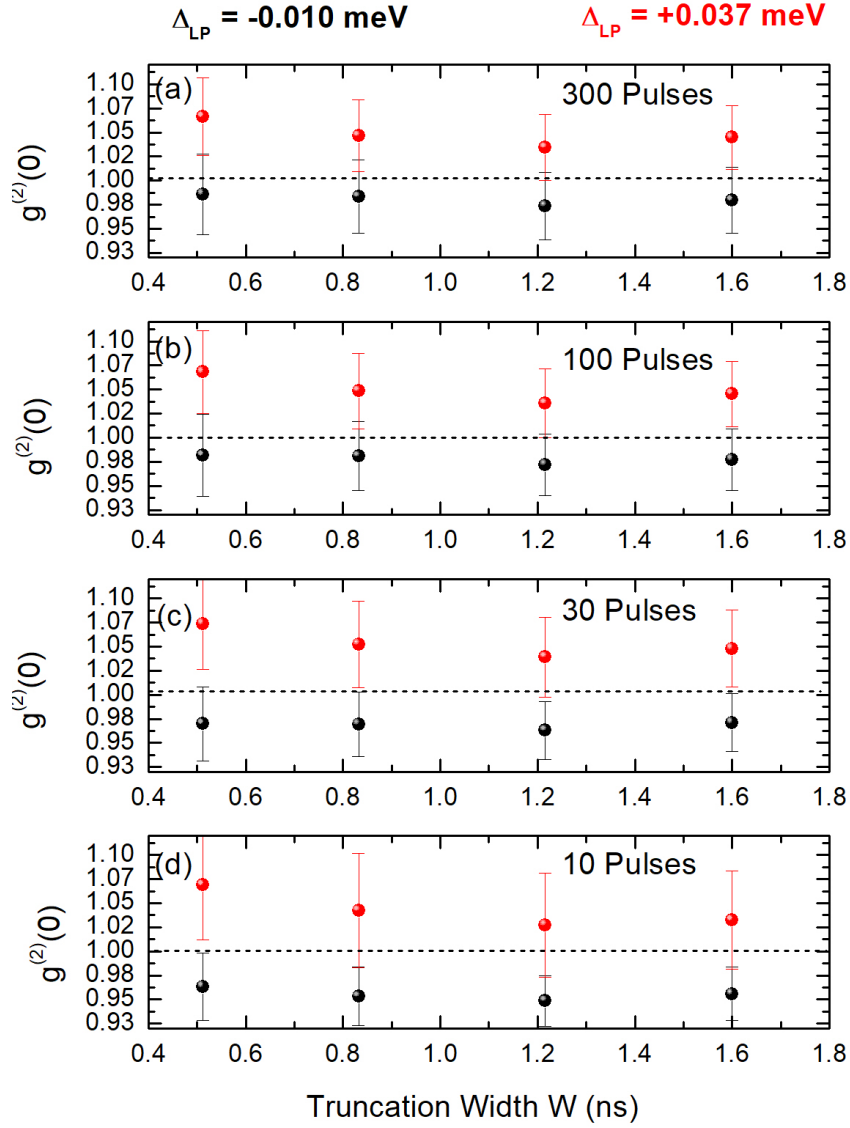 Δ_LP = -0.010 meV
Δ_LP = +0.037 meV
(a)
300 Pulses
g^(2)(0)
1.10
1.07
1.05
1.02
1.00
0.98
0.95
0.93
0.4 0.6 0.8 1.0 1.2 1.4 1.6 1.8
(b)
100 Pulses
g^(2)(0)
1.10
1.07
1.05
1.02
1.00
0.98
0.95
0.93
0.4 0.6 0.8 1.0 1.2 1.4 1.6 1.8
(c)
30 Pulses
g^(2)(0)
1.10
1.07
1.05
1.02
1.00
0.98
0.95
0.93
0.4 0.6 0.8 1.0 1.2 1.4 1.6 1.8
(d)
10 Pulses
g^(2)(0)
1.10
1.07
1.05
1.02
1.00
0.98
0.95
0.93
0.4 0.6 0.8 1.0 1.2 1.4 1.6 1.8
Truncation Width W (ns)